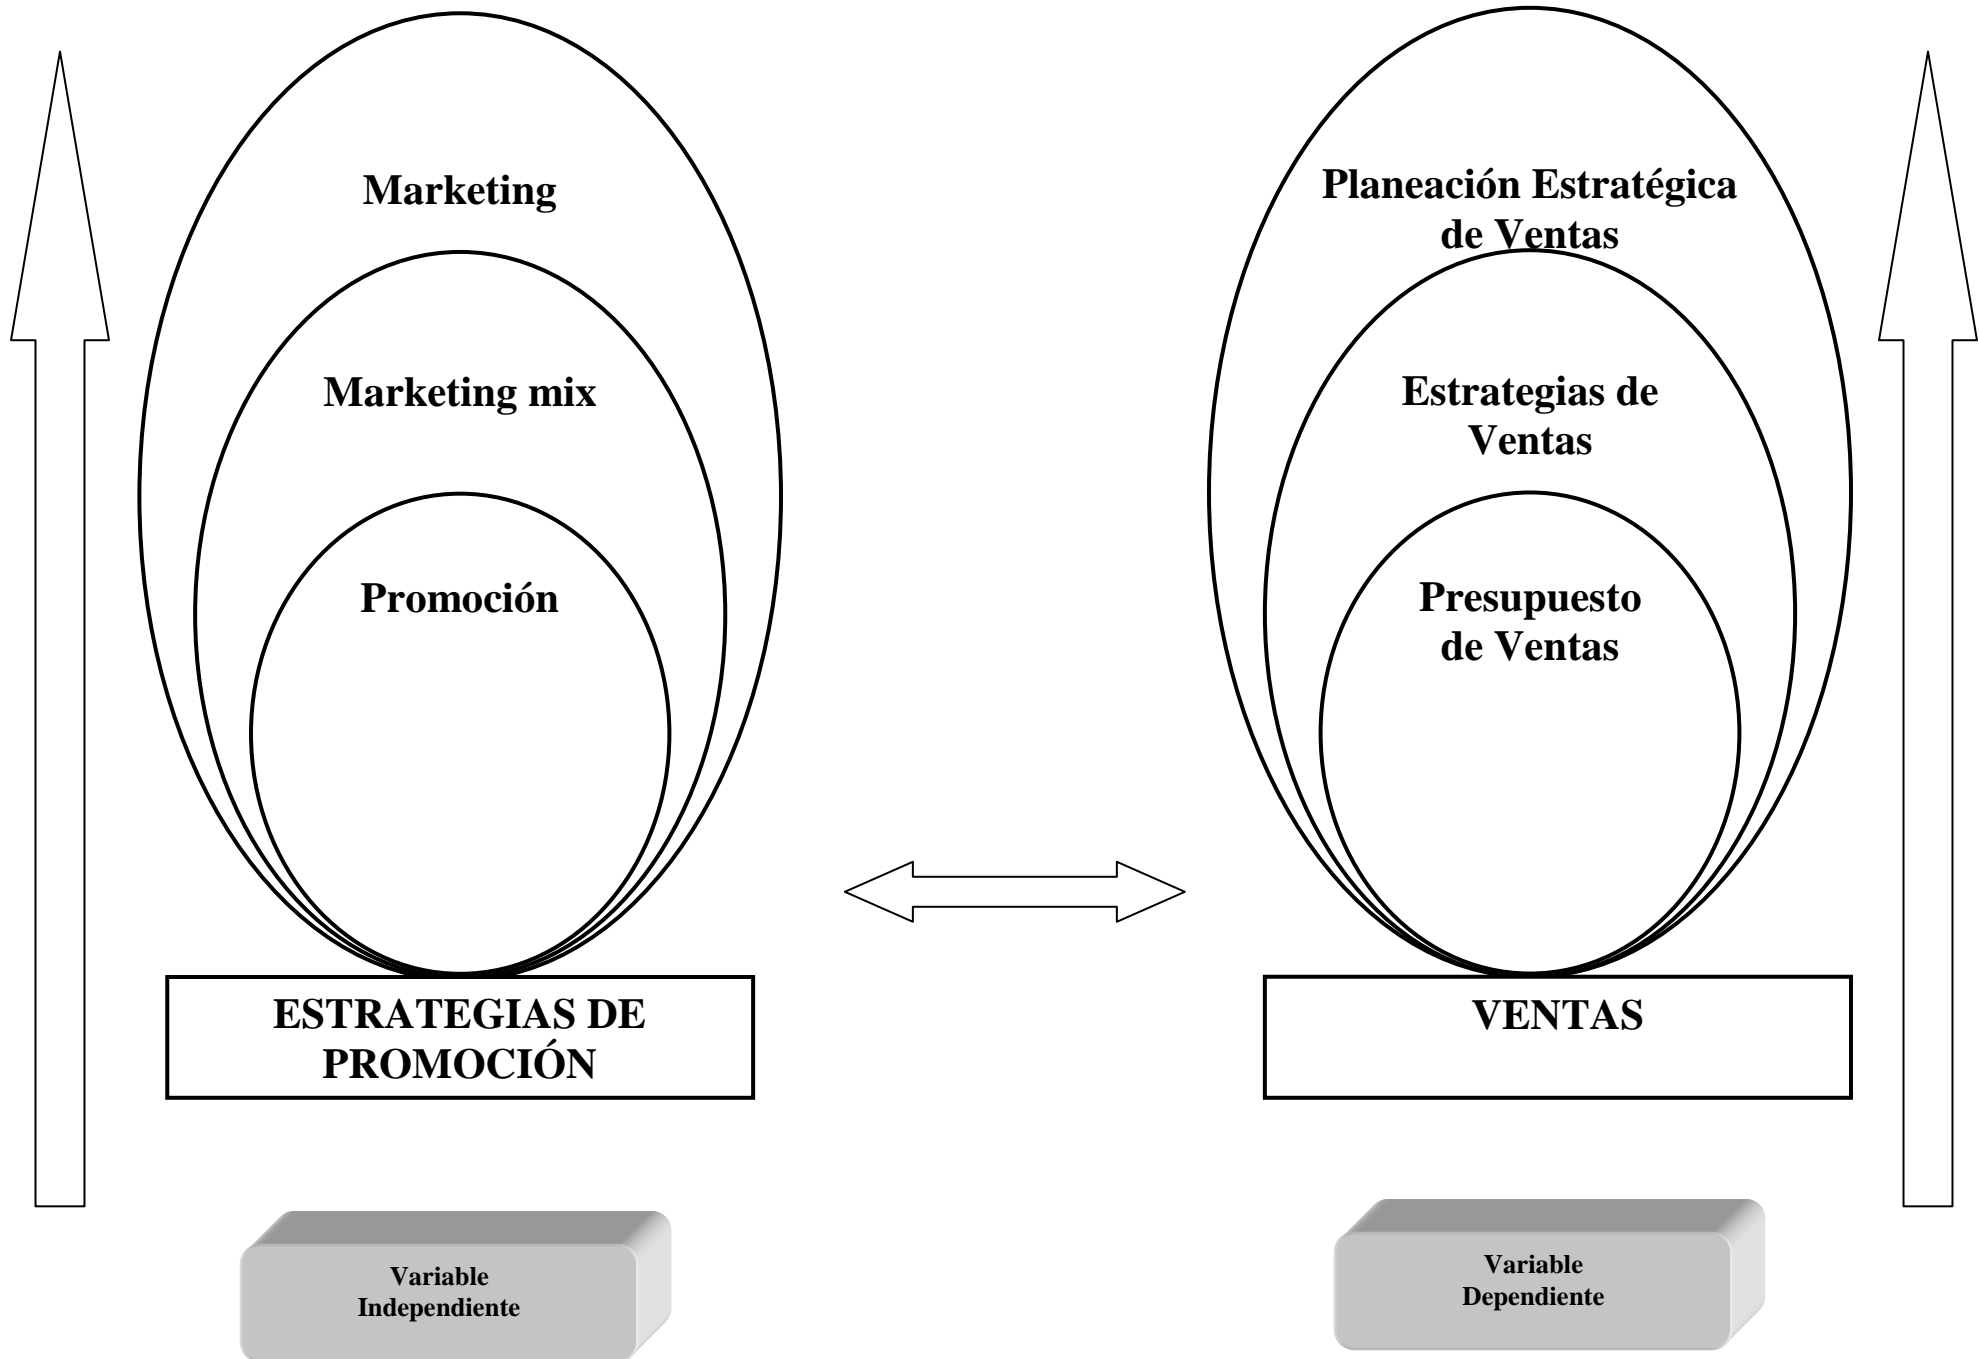 Marketing
Marketing mix
Promoción
ESTRATEGIAS DE
PROMOCIÓN
Variable
Independiente
Planeación Estratégica
de Ventas
Estrategias de
Ventas
Presupuesto
de Ventas
VENTAS
Variable
Dependiente